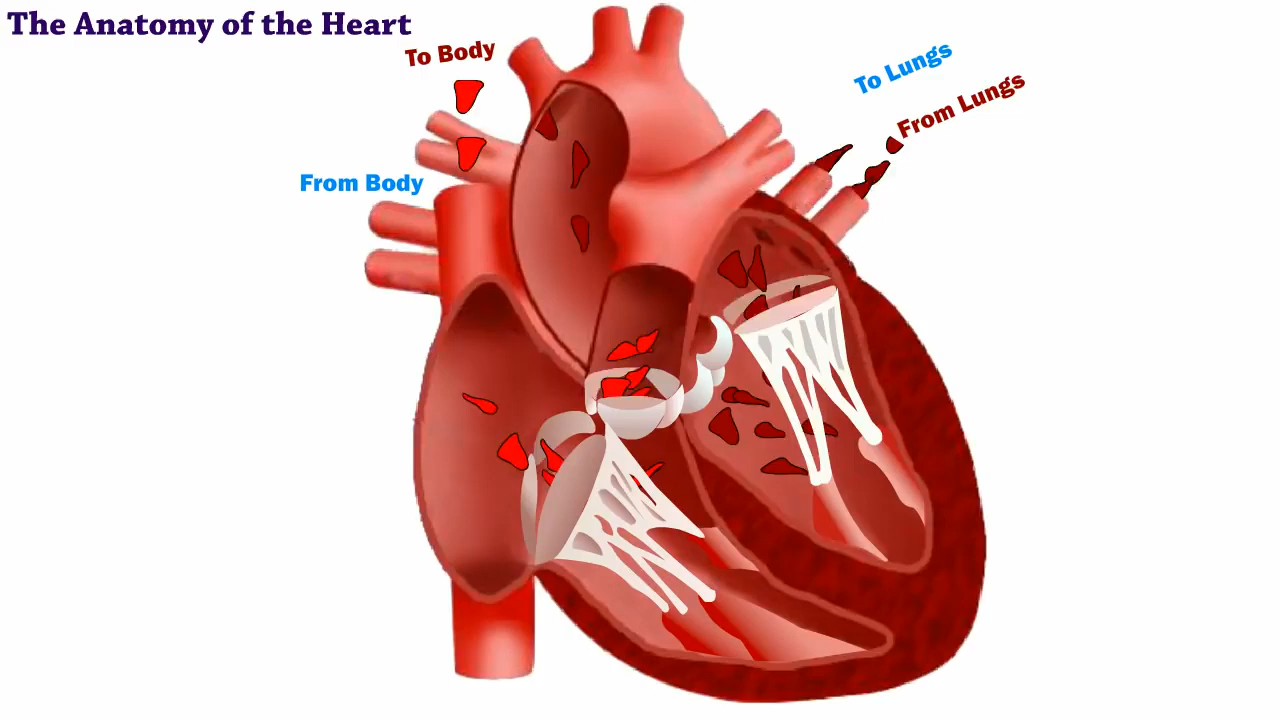 The Anatomy of the Heart
To Body
To Lungs
From Lungs
From Body